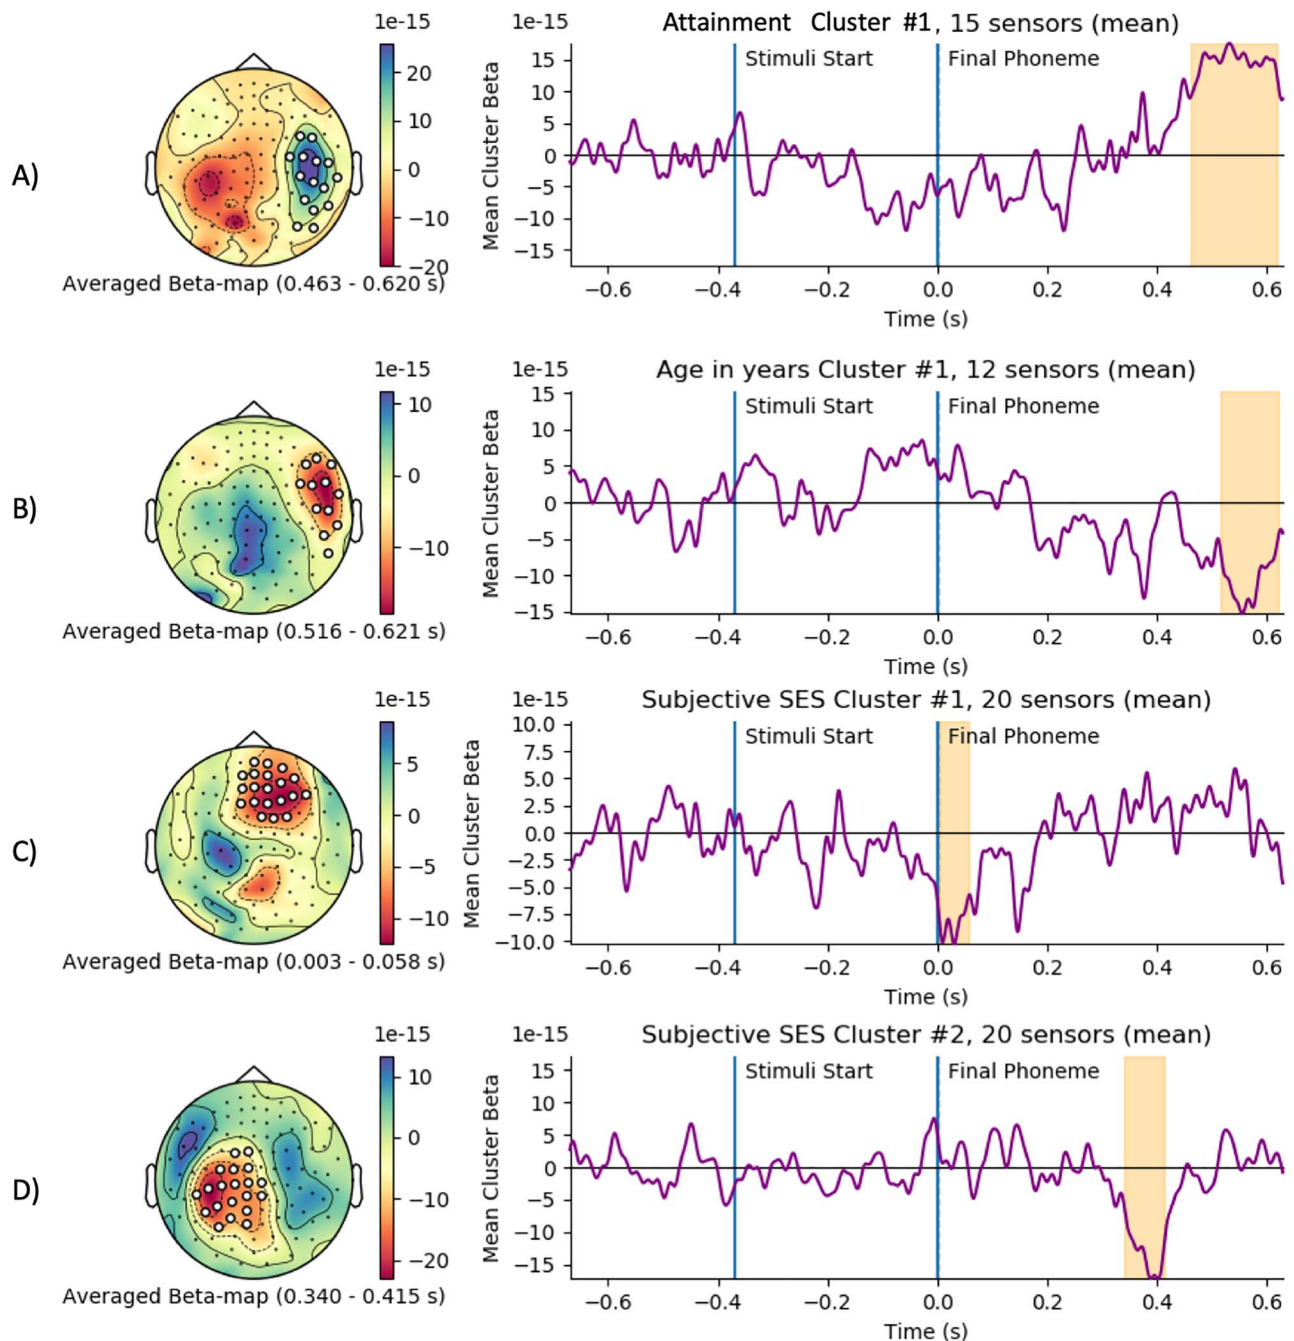 1e-15
1e-15
Attainment Cluster #1, 15 sensors (mean)
A)
20
10
0
−10
−20
Averaged Beta-map (0.463 - 0.620 s)
Mean Cluster Beta
15
10
5
0
−5
−10
−15
Stimuli Start
Final Phoneme
−0.6 −0.4 −0.2 0.0 0.2 0.4 0.6
Time (s)
1e-15
1e-15
Age in years Cluster #1, 12 sensors (mean)
B)
10
0
−10
Averaged Beta-map (0.516 - 0.621 s)
Mean Cluster Beta
15
10
5
0
−5
−10
−15
Stimuli Start
Final Phoneme
−0.6 −0.4 −0.2 0.0 0.2 0.4 0.6
Time (s)
1e-15
1e-15
Subjective SES Cluster #1, 20 sensors (mean)
C)
5
0
−5
−10
Averaged Beta-map (0.003 - 0.058 s)
Mean Cluster Beta
10.0
7.5
5.0
2.5
0.0
−2.5
−5.0
−7.5
−10.0
Stimuli Start
Final Phoneme
−0.6 −0.4 −0.2 0.0 0.2 0.4 0.6
Time (s)
1e-15
1e-15
Subjective SES Cluster #2, 20 sensors (mean)
D)
10
0
−10
−20
Averaged Beta-map (0.340 - 0.415 s)
Mean Cluster Beta
15
10
5
0
−5
−10
−15
Stimuli Start
Final Phoneme
−0.6 −0.4 −0.2 0.0 0.2 0.4 0.6
Time (s)